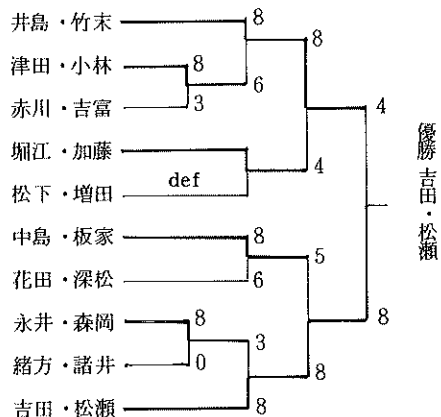 井島・竹末
津田・小林
赤川・吉富
堀江・加藤
松下・増田
中島・板家
花田・深松
永井・森岡
緒方・諸井
吉田・松瀬
8
3
8
6
def
8
6
8
0
3
8
8
4
5
8
4
8
優勝 吉田・松瀬